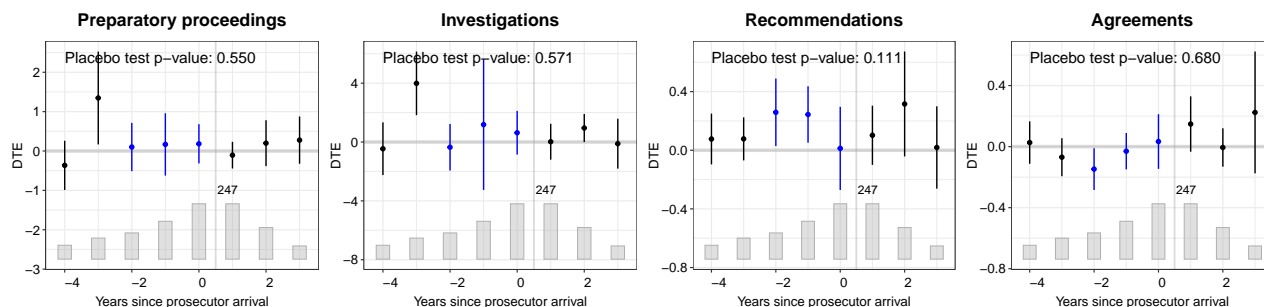 Preparatory proceedings
Placebo test p−value: 0.550
DTE
2
1
0
−1
−2
−3
247
−4
−2
0
2
Years since prosecutor arrival
Investigations
Placebo test p−value: 0.571
DTE
4
0
−4
−8
247
−4
−2
0
2
Years since prosecutor arrival
Recommendations
Placebo test p−value: 0.111
DTE
0.4
0.0
−0.4
−0.8
247
−4
−2
0
2
Years since prosecutor arrival
Agreements
Placebo test p−value: 0.680
DTE
0.4
0.0
−0.4
−0.8
247
−4
−2
0
2
Years since prosecutor arrival